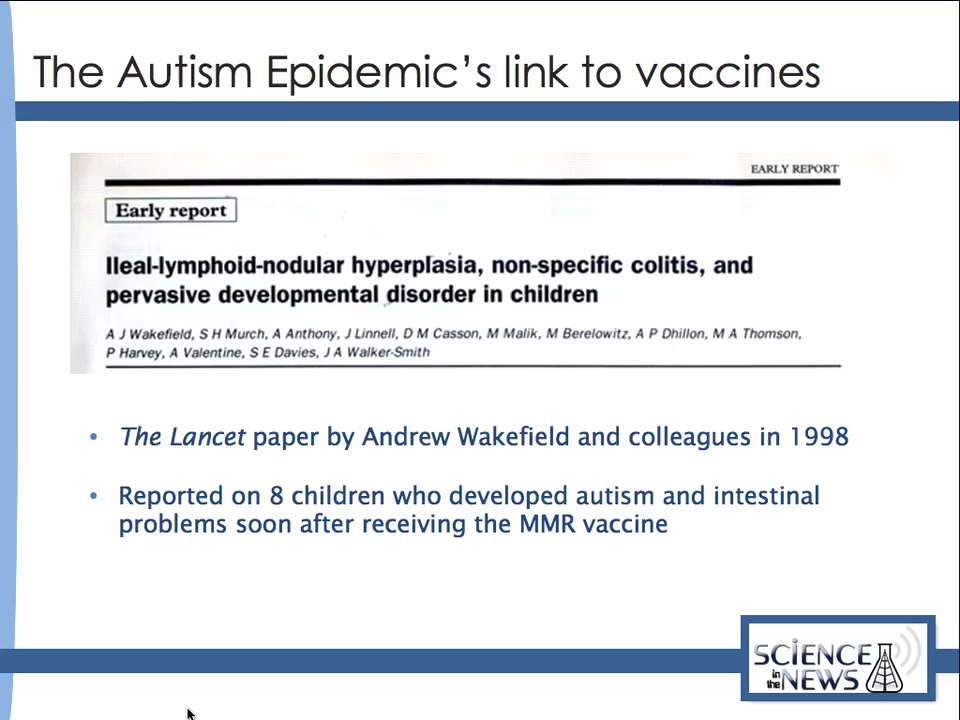 The Autism Epidemic's link to vaccines
EARLY REPORT
Early report
Ileal-lymphoid-nodular hyperplasia, non-specific colitis, and
pervasive developmental disorder in children
A J Wakefield, S H Murch, A Anthony, J Linnell, D M Casson, M Malik, M Berelowitz, A P Dhillon, M A Thomson,
P Harvey, A Valentine, S E Davies, J A Walker-Smith
• The Lancet paper by Andrew Wakefield and colleagues in 1998
• Reported on 8 children who developed autism and intestinal
problems soon after receiving the MMR vaccine
SCIENCE
in the NEWS